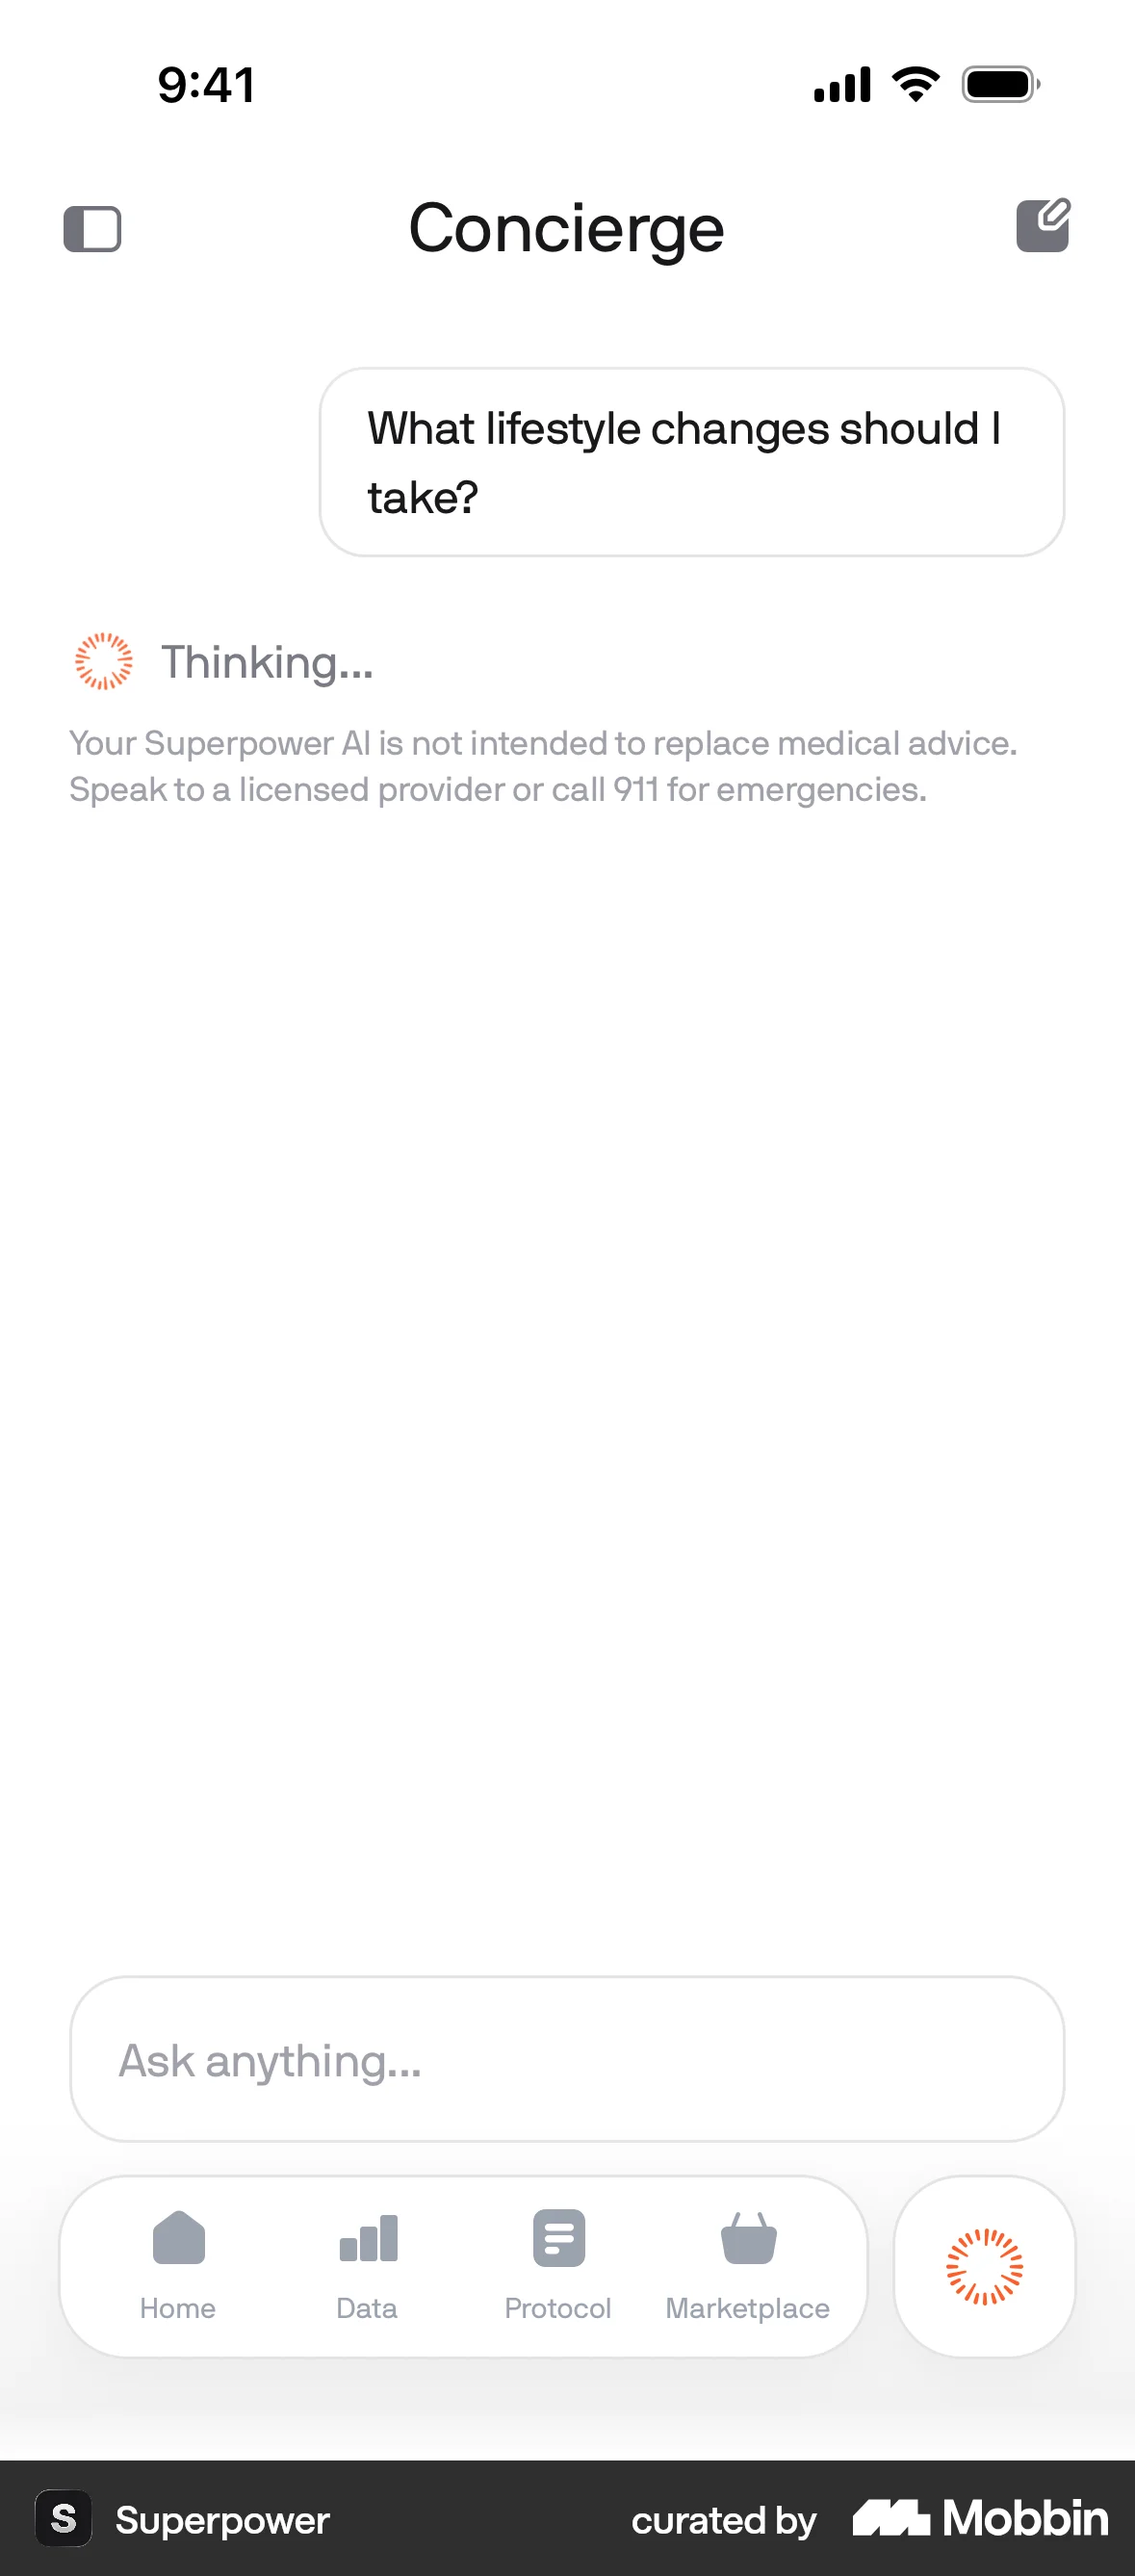 9:41
Concierge
What lifestyle changes should I
take?
Thinking...
Your Superpower AI is not intended to replace medical advice.
Speak to a licensed provider or call 911 for emergencies.
Ask anything...
Home
Data
Protocol
Marketplace
S
Superpower
curated by
Mobbin